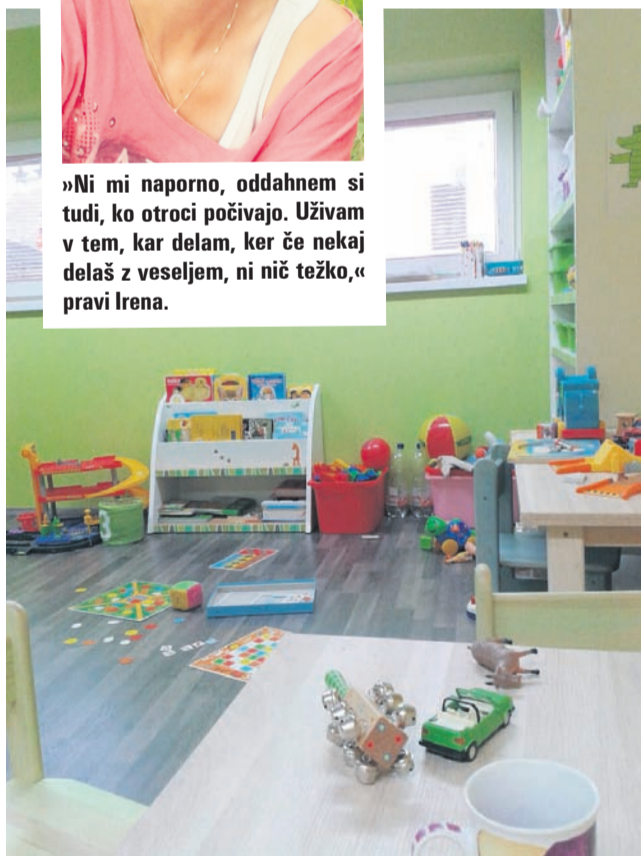 »Ni mi naporno, oddahnem si
tudi, ko otroci počivajo. Uživam
v tem, kar delam, ker če nekaj
delaš z veseljem, ni nič težko,«
pravi Irena.